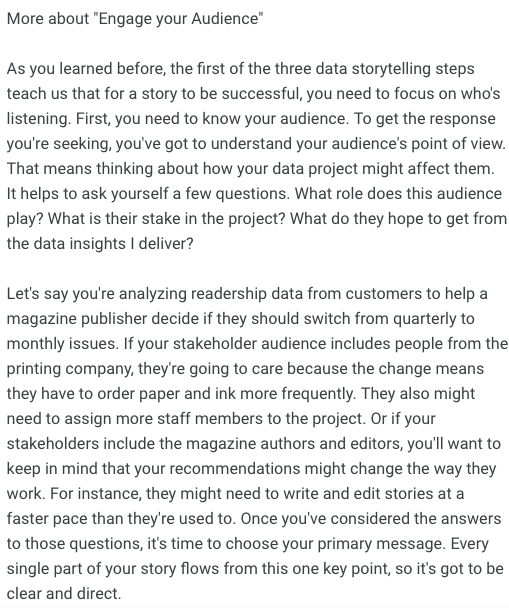 More about "Engage your Audience"
As you learned before, the first of the three data storytelling steps
teach us that for a story to be successful, you need to focus on who's
listening. First, you need to know your audience. To get the response
you're seeking, you've got to understand your audience's point of view.
That means thinking about how your data project might affect them.
It helps to ask yourself a few questions. What role does this audience
play? What is their stake in the project? What do they hope to get from
the data insights I deliver?
Let's say you're analyzing readership data from customers to help a
magazine publisher decide if they should switch from quarterly to
monthly issues. If your stakeholder audience includes people from the
printing company, they're going to care because the change means
they have to order paper and ink more frequently. They also might
need to assign more staff members to the project. Or if your
stakeholders include the magazine authors and editors, you'll want to
keep in mind that your recommendations might change the way they
work. For instance, they might need to write and edit stories at a
faster pace than they're used to. Once you've considered the answers
to those questions, it's time to choose your primary message. Every
single part of your story flows from this one key point, so it's got to be
clear and direct.